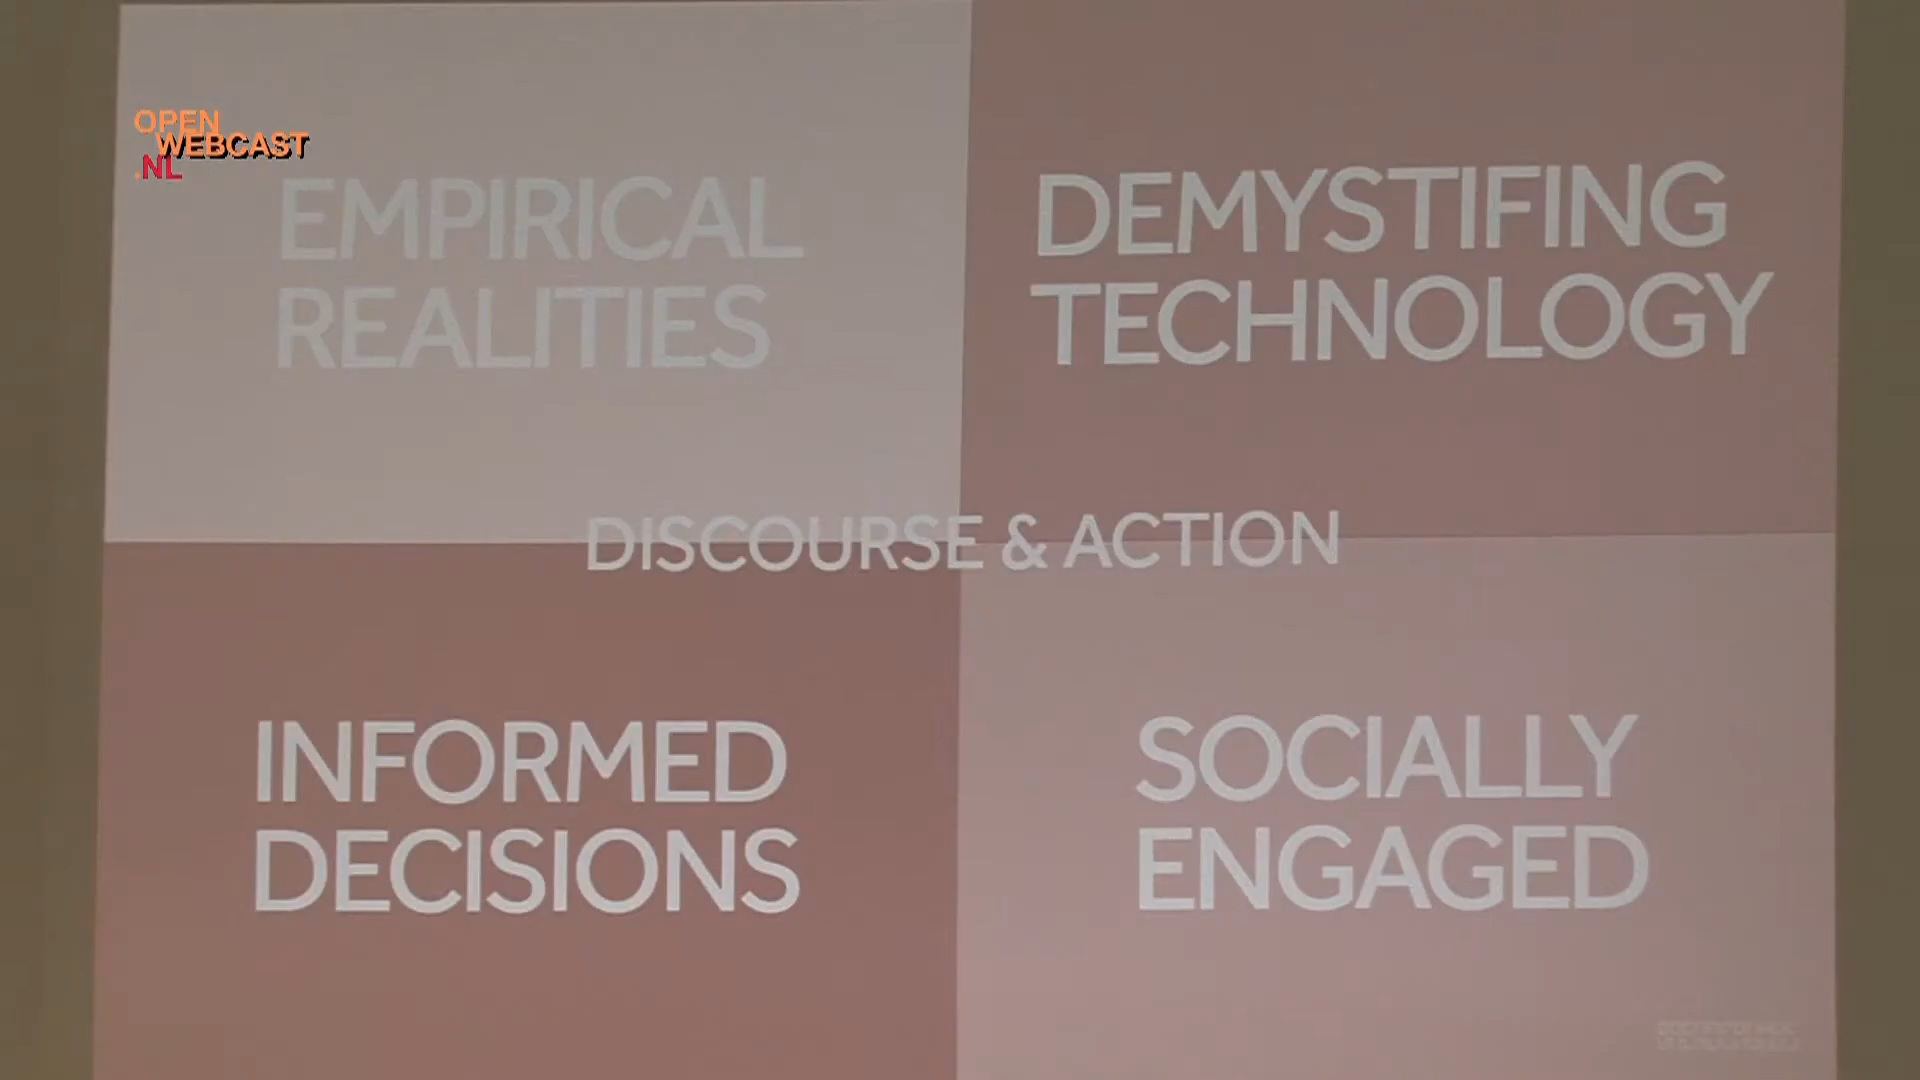 OPEN
WEBCAST
.NL
EMPIRICAL
REALITIES
DEMYSTIFING
TECHNOLOGY
DISCOURSE & ACTION
INFORMED
DECISIONS
SOCIALLY
ENGAGED